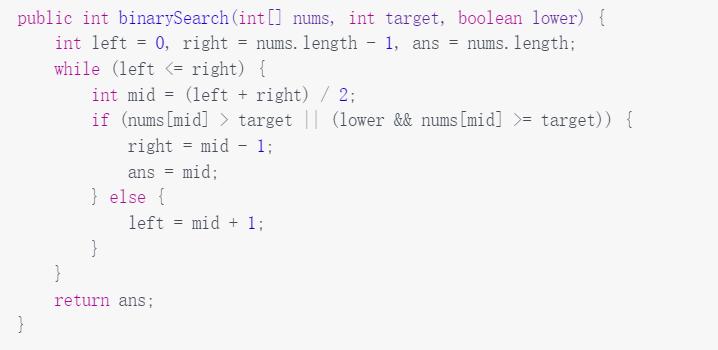 public int binarySearch(int[] nums, int target, boolean lower) {
    int left = 0, right = nums.length - 1, ans = nums.length;
    while (left <= right) {
        int mid = (left + right) / 2;
        if (nums[mid] > target || (lower && nums[mid] >= target)) {
            right = mid - 1;
            ans = mid;
        } else {
            left = mid + 1;
        }
    }
    return ans;
}